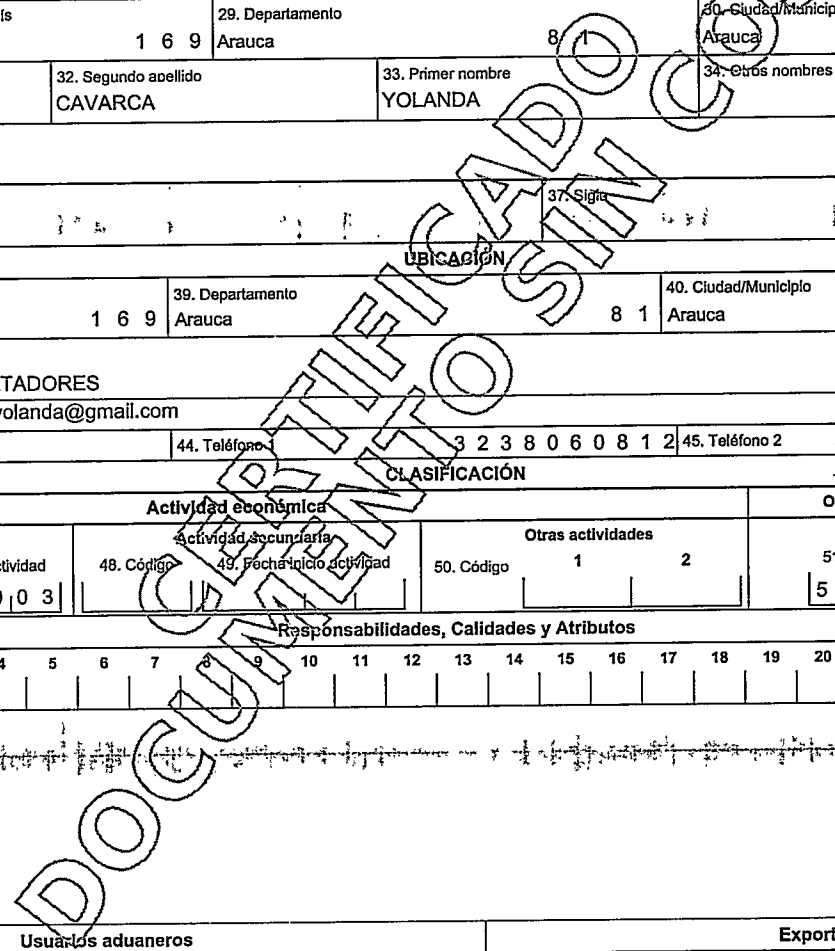 ís 29. Departamento 30. Ciudad/Municip
1 6 9 Arauca 8 1 Arauca
32. Segundo apellido 33. Primer nombre 34. Otros nombres
CAVARCA YOLANDA
37. Sigla
UBICACIÓN
39. Departamento 40. Ciudad/Municipio
1 6 9 Arauca 8 1 Arauca
TADORES
yolanda@gmail.com
44. Teléfono 1 3 2 3 8 0 6 0 8 1 2 45. Teléfono 2
CLASIFICACIÓN
Actividad económica O
Actividad secundaria Otras actividades
tividad 48. Código 49. Fecha inicio actividad 50. Código 1 2 51
0 3 5
Responsabilidades, Calidades y Atributos
4 5 6 7 8 9 10 11 12 13 14 15 16 17 18 19 20
Usuarios aduaneros Export
CERTIFICADO
DOCUMENTO SIN CO